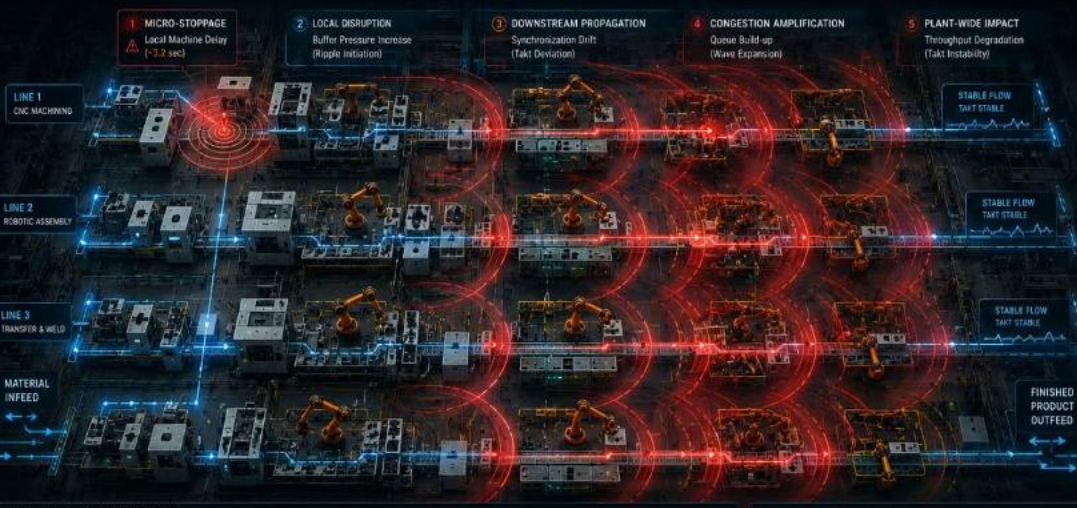 1 MICRO-STOPPAGE
Local Machine Delay
(~3.2 sec)
2 LOCAL DISRUPTION
Buffer Pressure Increase
(Ripple Initiation)
3 DOWNSTREAM PROPAGATION
Synchronization Drift
(Takt Deviation)
4 CONGESTION AMPLIFICATION
Queue Build-up
(Wave Expansion)
5 PLANT-WIDE IMPACT
Throughput Degradation
(Takt Instability)
LINE 1
CNC MACHINING
STABLE FLOW
TAKT STABLE
LINE 2
ROBOTIC ASSEMBLY
STABLE FLOW
TAKT STABLE
LINE 3
TRANSFER & WELD
STABLE FLOW
TAKT STABLE
MATERIAL
INFEED
FINISHED
PRODUCT
OUTFEED